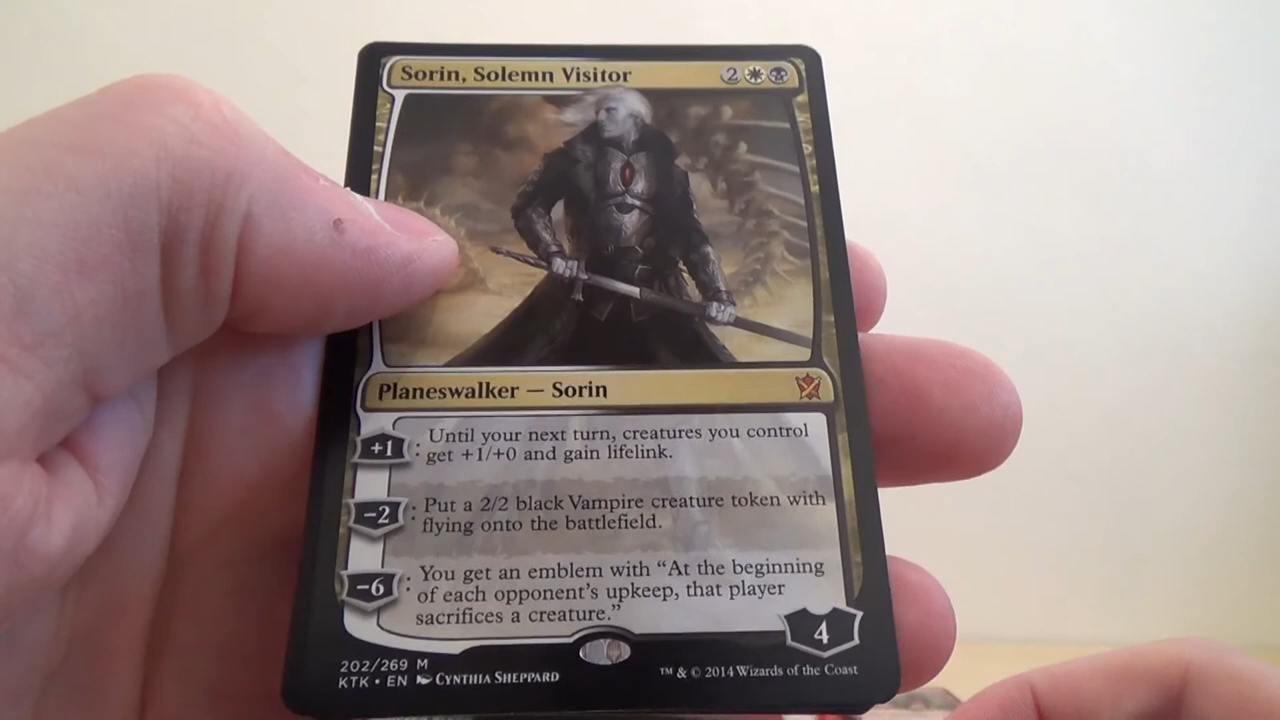 Sorin, Solemn Visitor 2
Planeswalker — Sorin
+1 : Until your next turn, creatures you control
get +1/+0 and gain lifelink.
-2 : Put a 2/2 black Vampire creature token with
flying onto the battlefield.
-6 : You get an emblem with “At the beginning
of each opponent's upkeep, that player
sacrifices a creature.”
4
202/269 M
KTK • EN Cynthia Sheppard
™ & © 2014 Wizards of the Coast